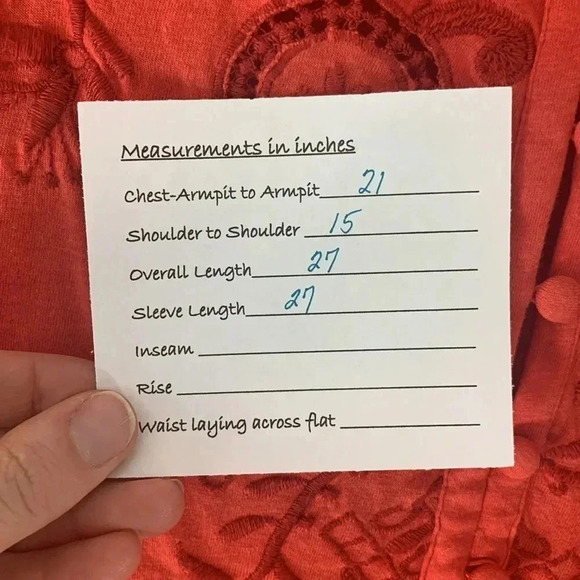 Measurements in inches
Chest-Armpit to Armpit 21
Shoulder to Shoulder 15
Overall Length 27
Sleeve Length 27
Inseam
Rise
Waist laying across flat